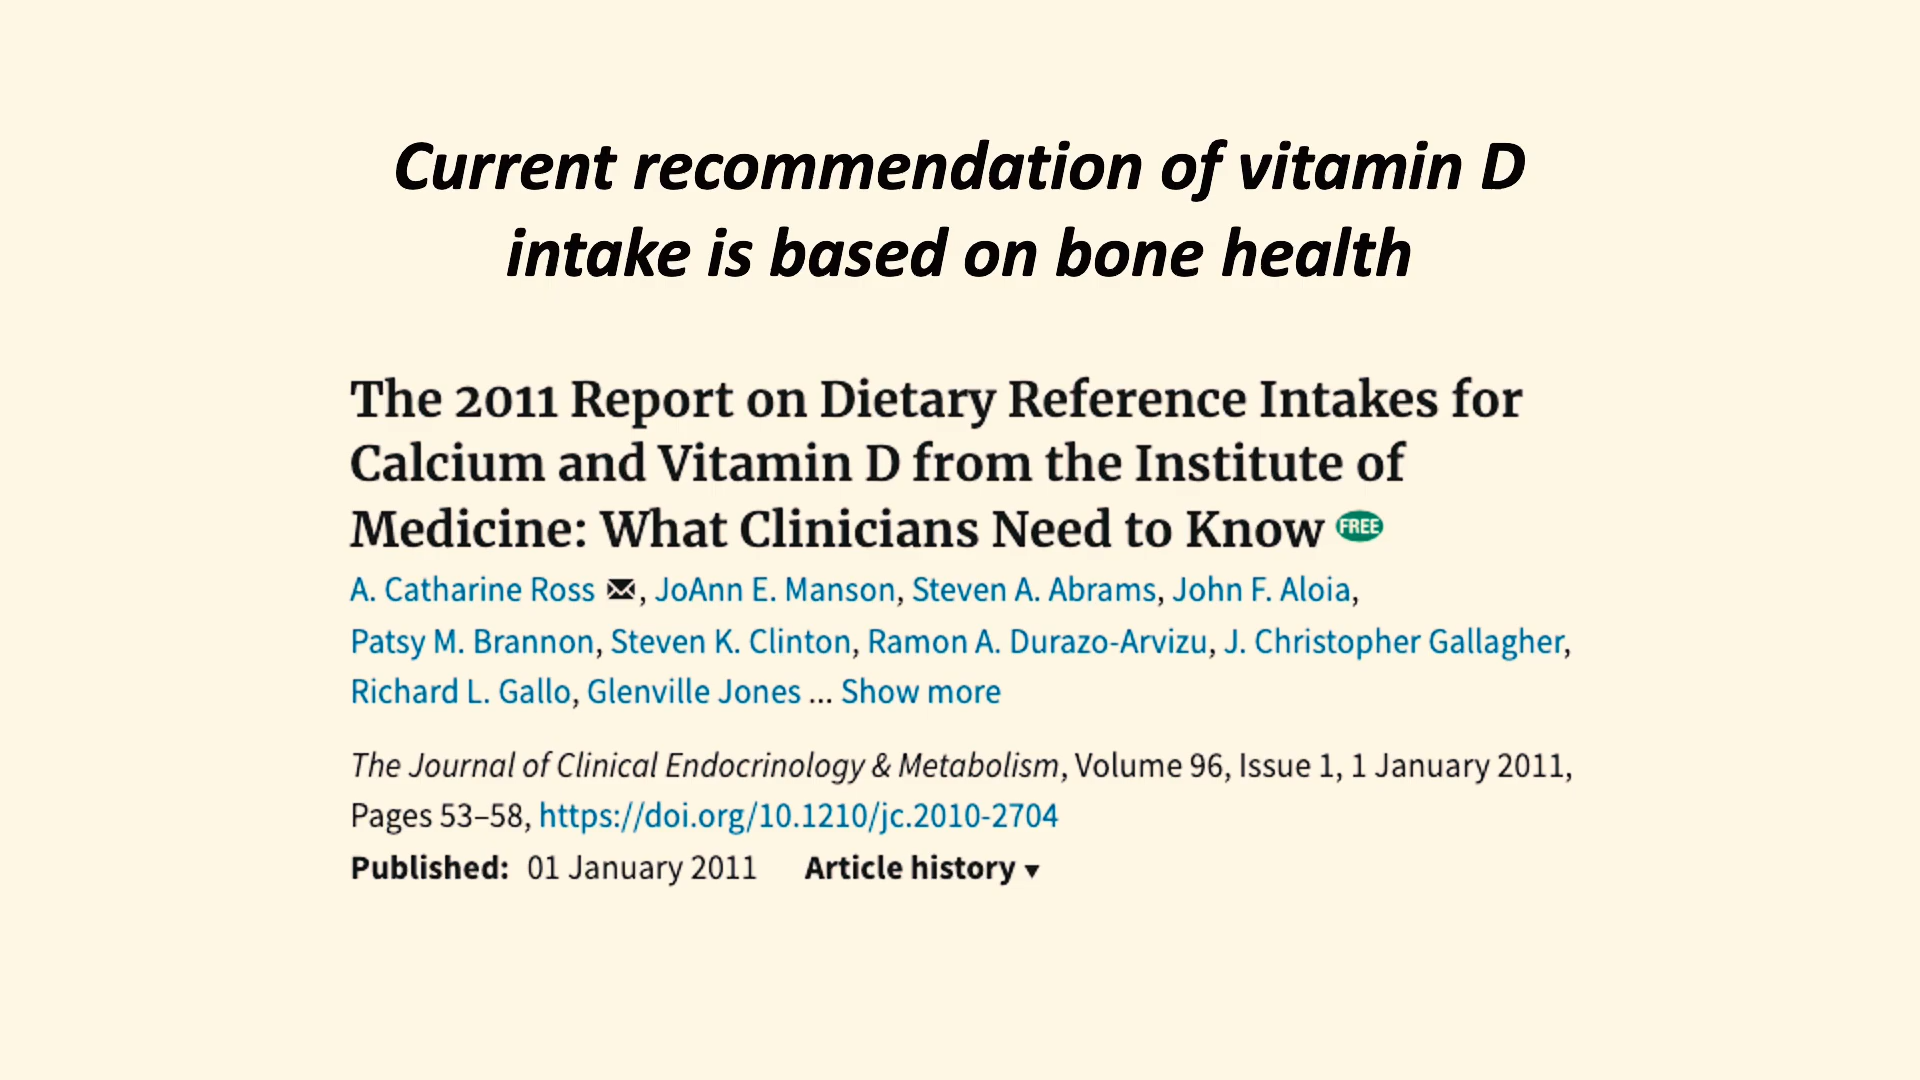 Current recommendation of vitamin D
intake is based on bone health
The 2011 Report on Dietary Reference Intakes for
Calcium and Vitamin D from the Institute of
Medicine: What Clinicians Need to Know FREE
A. Catharine Ross , JoAnn E. Manson, Steven A. Abrams, John F. Aloia,
Patsy M. Brannon, Steven K. Clinton, Ramon A. Durazo-Arvizu, J. Christopher Gallagher,
Richard L. Gallo, Glenville Jones ... Show more
The Journal of Clinical Endocrinology & Metabolism, Volume 96, Issue 1, 1 January 2011,
Pages 53–58, https://doi.org/10.1210/jc.2010-2704
Published: 01 January 2011 Article history ▾